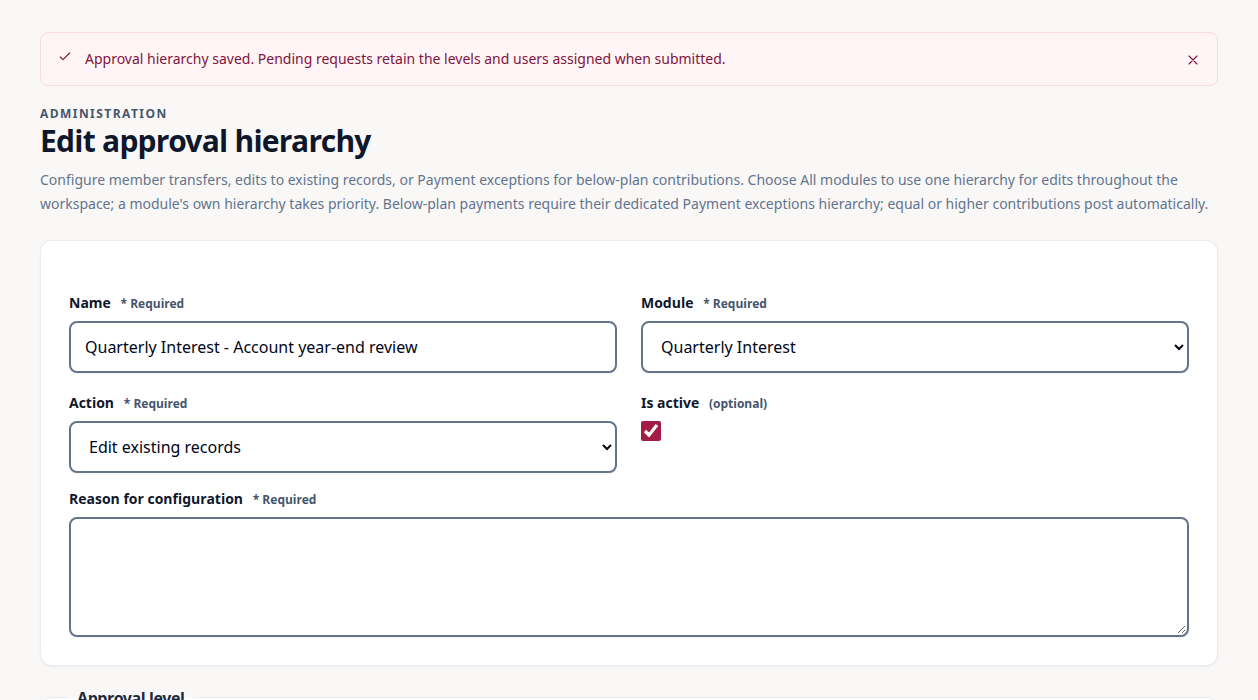 Approval hierarchy saved. Pending requests retain the levels and users assigned when submitted.
ADMINISTRATION
Edit approval hierarchy
Configure member transfers, edits to existing records, or Payment exceptions for below-plan contributions. Choose All modules to use one hierarchy for edits throughout the
workspace; a module's own hierarchy takes priority. Below-plan payments require their dedicated Payment exceptions hierarchy; equal or higher contributions post automatically.
Name * Required
Module * Required
Quarterly Interest - Account year-end review
Quarterly Interest
Action * Required
Is active (optional)
Edit existing records
Reason for configuration * Required
Approval level